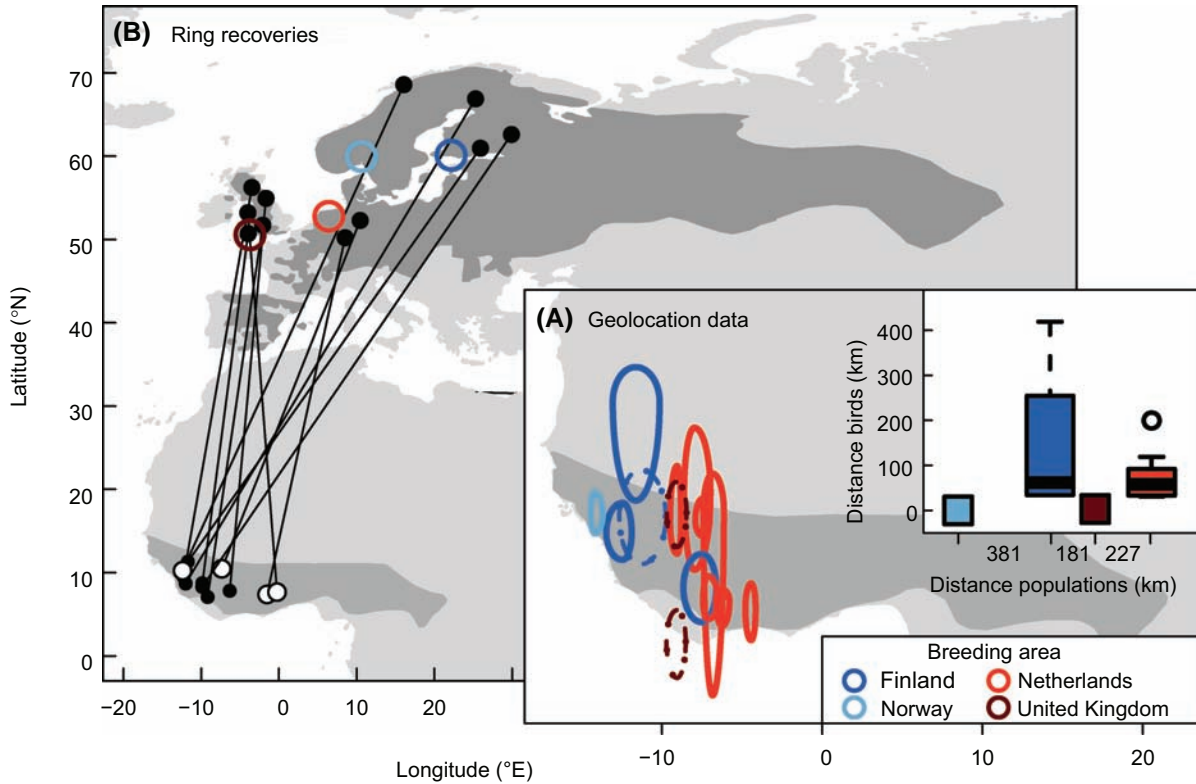 (B) Ring recoveries
70
60
50
40
30
20
10
0
Latitude (°N)
−20
−10
0
10
20
Longitude (°E)
(A) Geolocation data
400
300
200
100
0
Distance birds (km)
381 181 227
Distance populations (km)
Breeding area
Finland Netherlands
Norway United Kingdom
−10
0
10
20